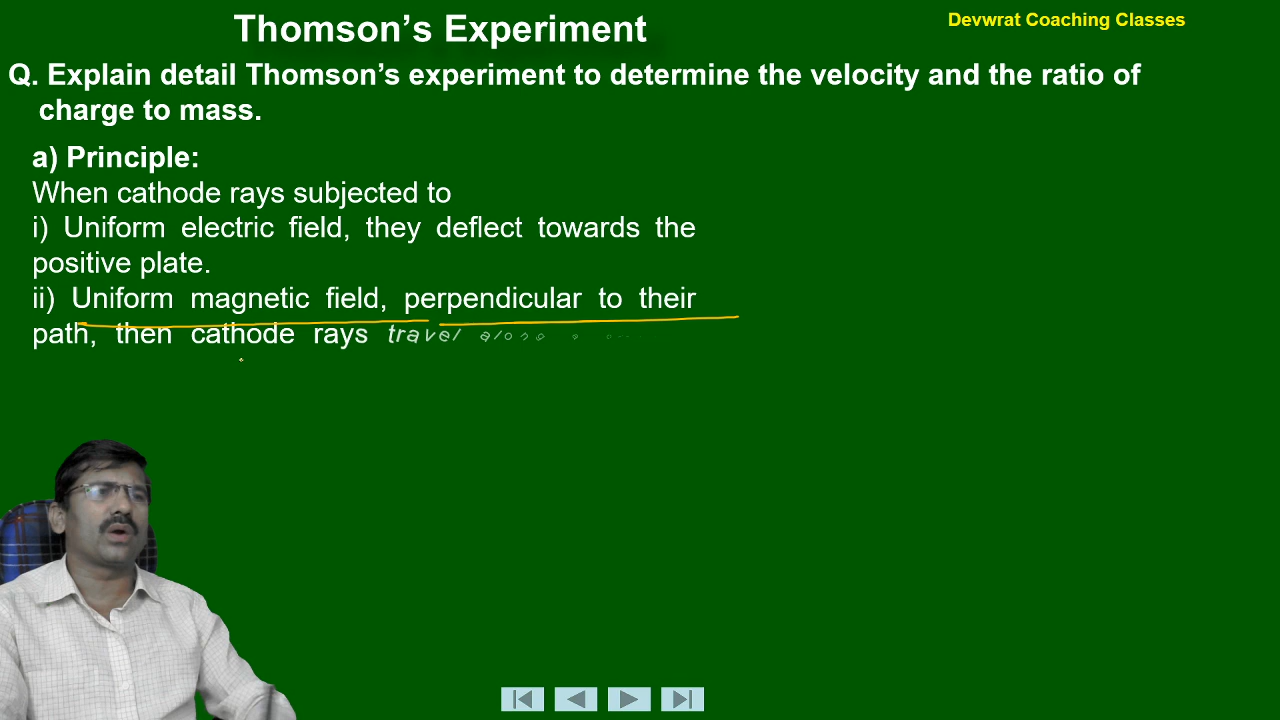 Thomson’s Experiment
Devwrat Coaching Classes
Q. Explain detail Thomson’s experiment to determine the velocity and the ratio of
charge to mass.
a) Principle:
When cathode rays subjected to
i) Uniform electric field, they deflect towards the
positive plate.
ii) Uniform magnetic field, perpendicular to their
path, then cathode rays travel along